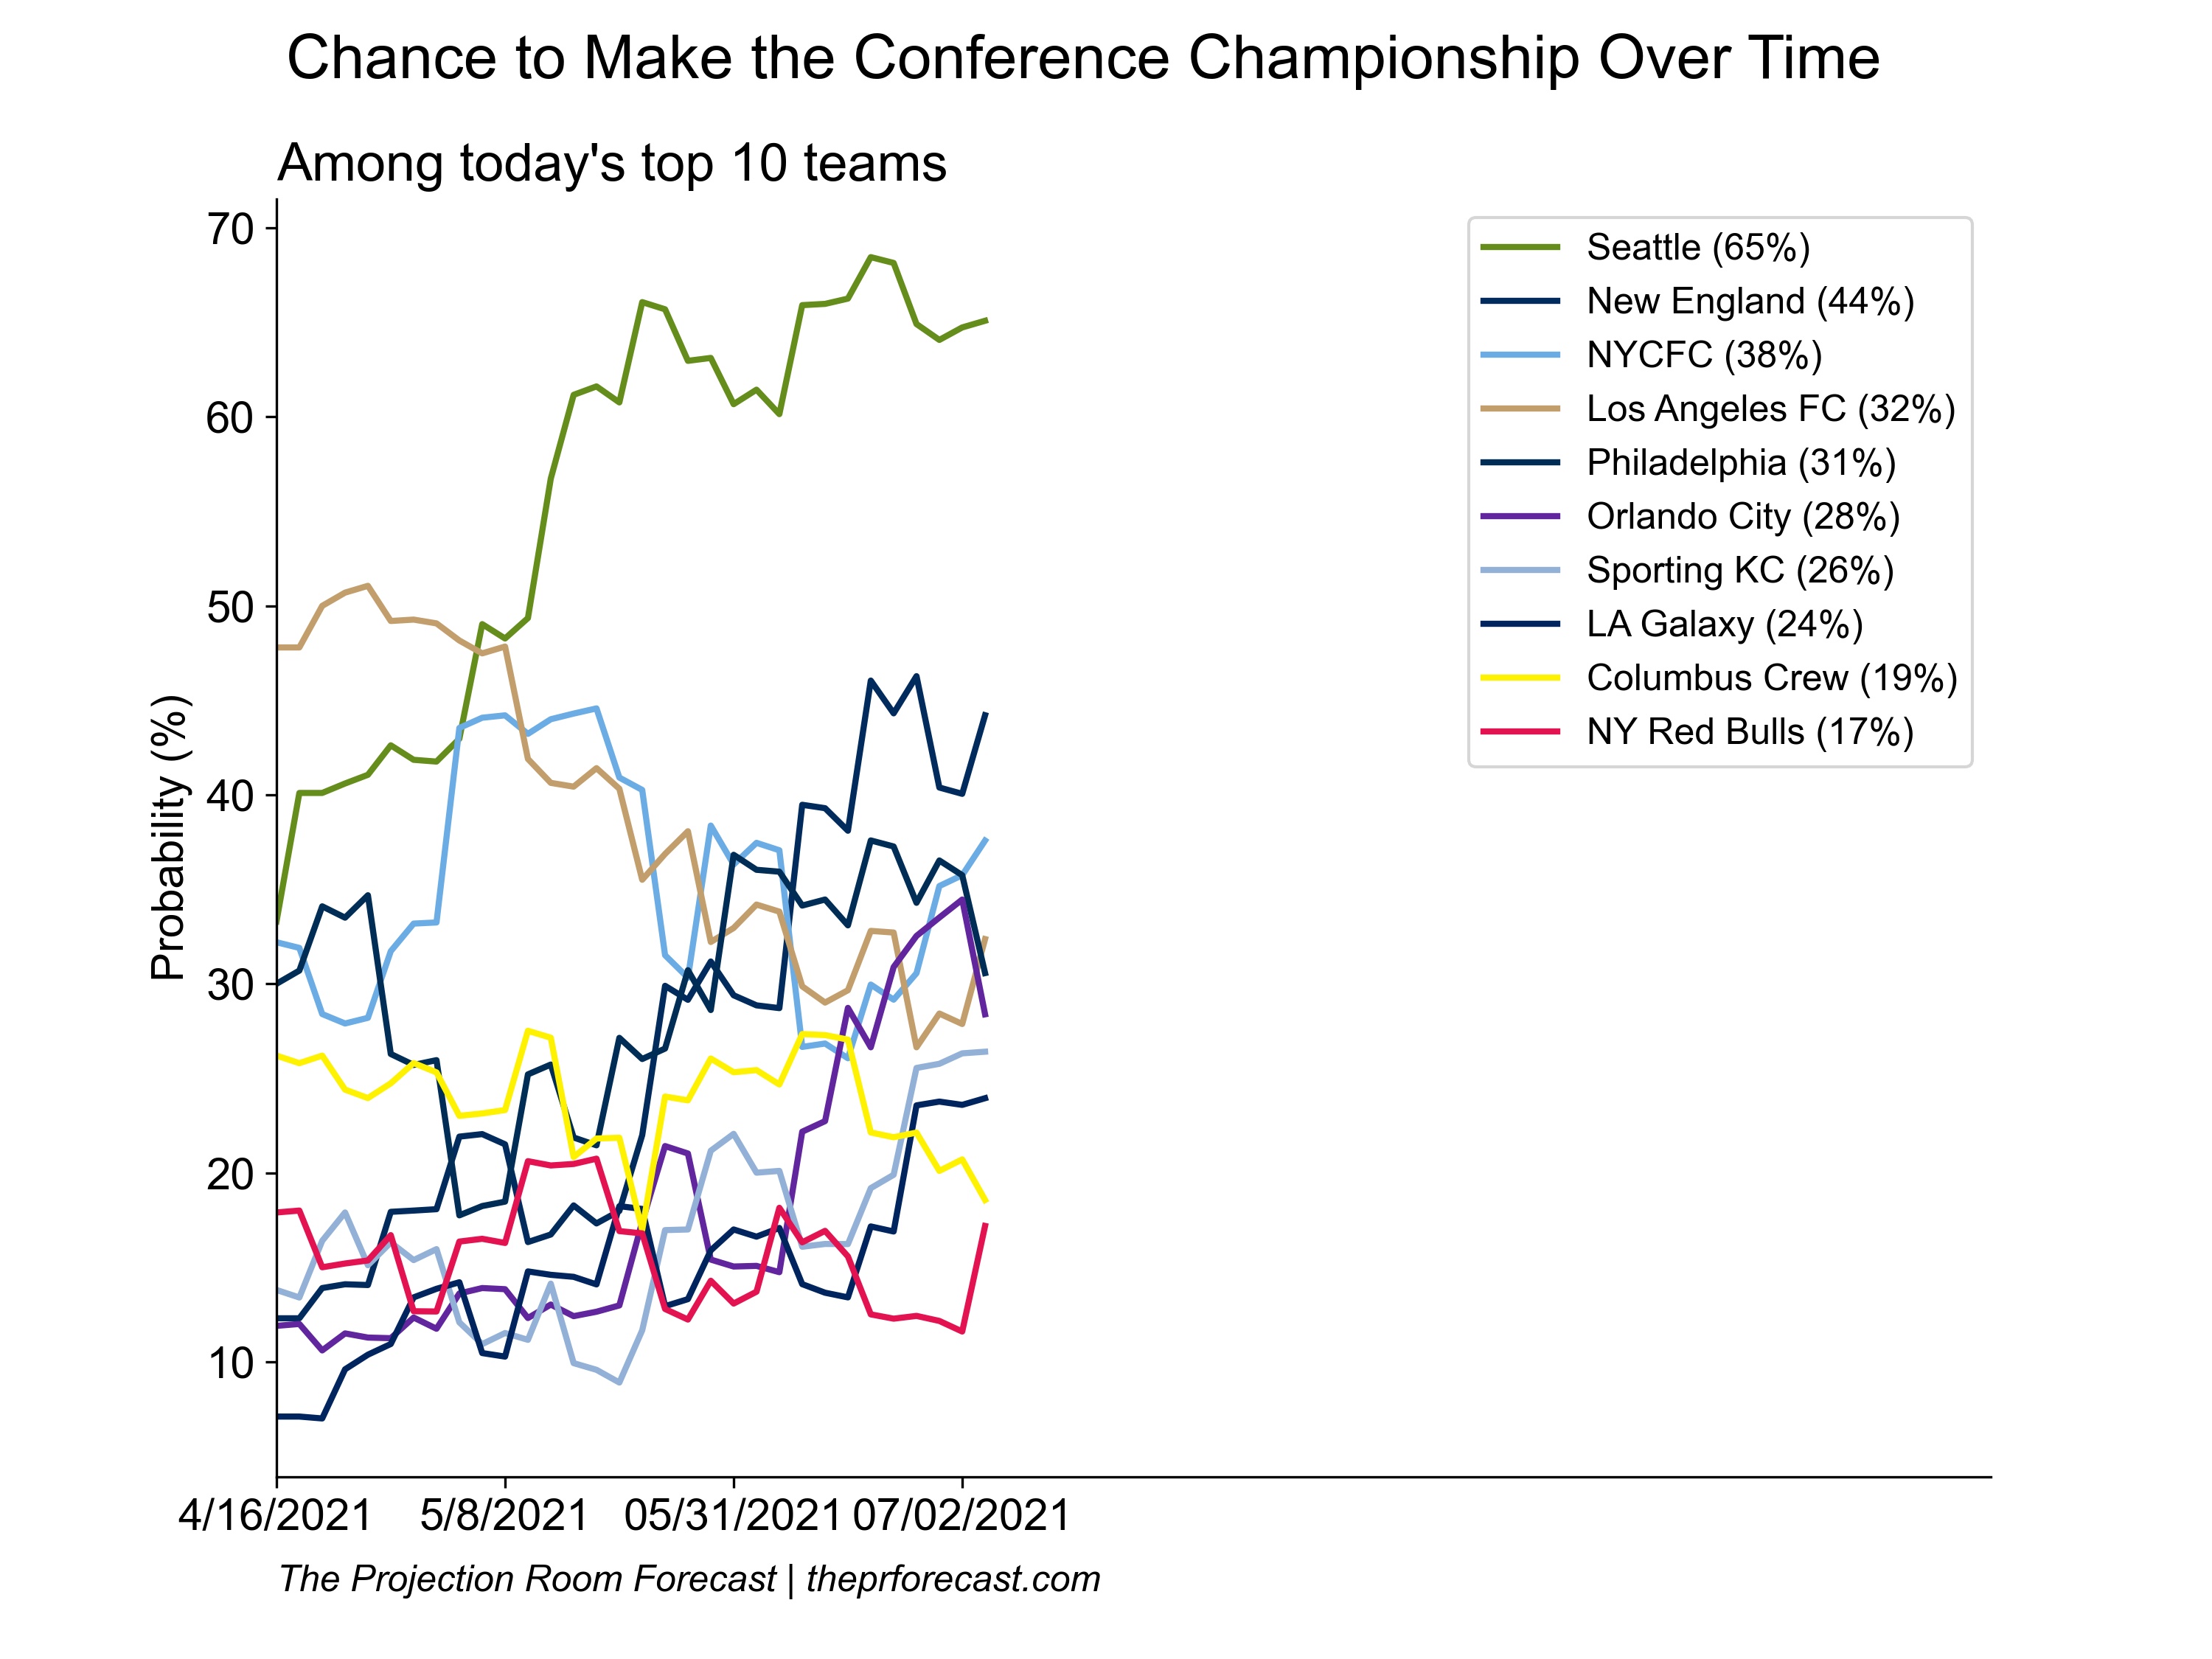 Chance to Make the Conference Championship Over Time
Among today's top 10 teams
70
60
50
40
30
20
10
Probability (%)
Seattle (65%)
New England (44%)
NYCFC (38%)
Los Angeles FC (32%)
Philadelphia (31%)
Orlando City (28%)
Sporting KC (26%)
LA Galaxy (24%)
Columbus Crew (19%)
NY Red Bulls (17%)
4/16/2021 5/8/2021 05/31/2021 07/02/2021
The Projection Room Forecast | theprforecast.com